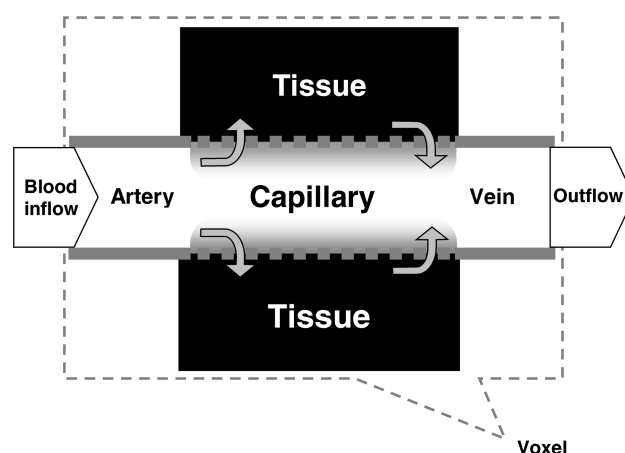 Tissue
Blood
inflow
Artery
Capillary
Vein
Outflow
Tissue
Voxel